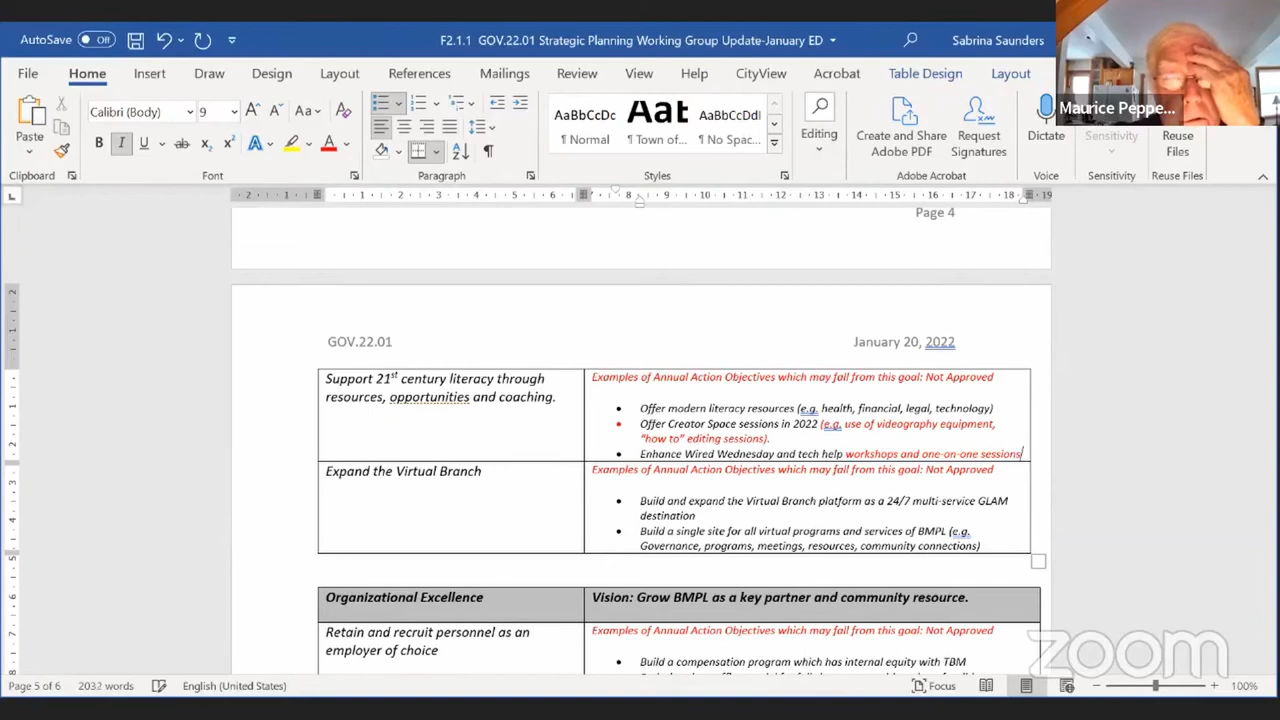 AutoSave Off F2.1.1 GOV.22.01 Strategic Planning Working Group Update-January ED Sabrina Saunders
File Home Insert Draw Design Layout References Mailings Review View Help CityView Acrobat Table Design Layout
Maurice Peppe...
Paste
Calibri (Body) 9
AaBbCcDc Aat AaBbCcDdI
¶ Normal ¶ Town of... ¶ No Spac...
Editing
Create and Share Adobe PDF
Request Signatures
Dictate
Sensitivity
Reuse Files
Clipboard Font Paragraph Styles Adobe Acrobat Voice Sensitivity Reuse Files
Page 4
GOV.22.01 January 20, 2022
Support 21st century literacy through
resources, opportunities and coaching.
Examples of Annual Action Objectives which may fall from this goal: Not Approved
• Offer modern literacy resources (e.g. health, financial, legal, technology)
• Offer Creator Space sessions in 2022 (e.g. use of videography equipment,
"how to" editing sessions).
• Enhance Wired Wednesday and tech help workshops and one-on-one sessions
Expand the Virtual Branch
Examples of Annual Action Objectives which may fall from this goal: Not Approved
• Build and expand the Virtual Branch platform as a 24/7 multi-service GLAM
destination
• Build a single site for all virtual programs and services of BMPL (e.g.
Governance, programs, meetings, resources, community connections)
Organizational Excellence
Vision: Grow BMPL as a key partner and community resource.
Retain and recruit personnel as an
employer of choice
Examples of Annual Action Objectives which may fall from this goal: Not Approved
• Build a compensation program which has internal equity with TBM
zoom
Page 5 of 6 2032 words English (United States) Focus 100%